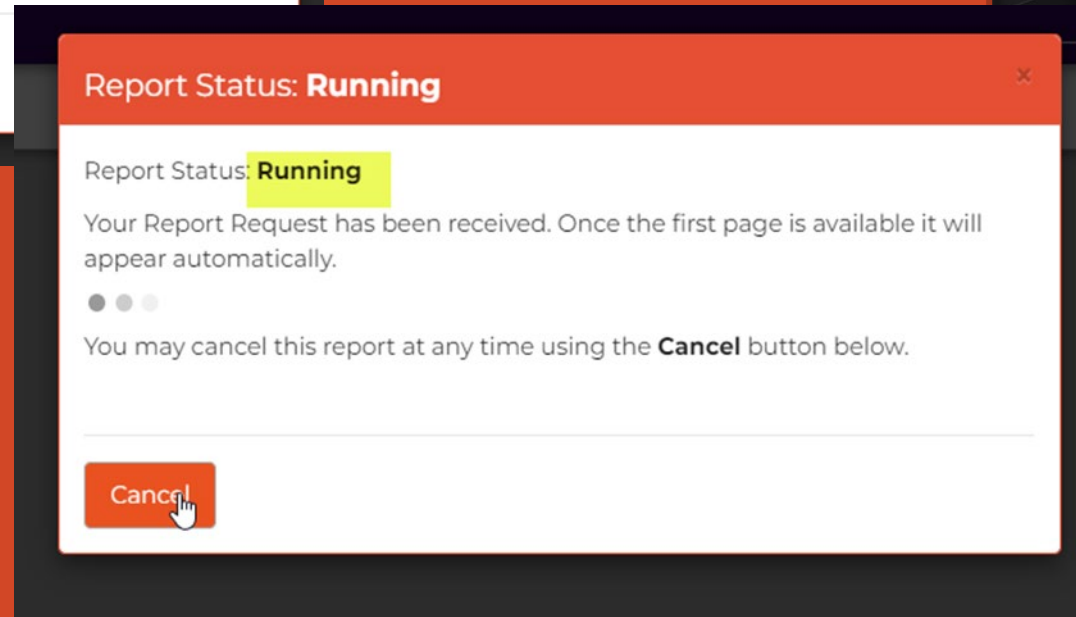 Report Status: Running
Report Status: Running
Your Report Request has been received. Once the first page is available it will
appear automatically.
You may cancel this report at any time using the Cancel button below.
Cancel